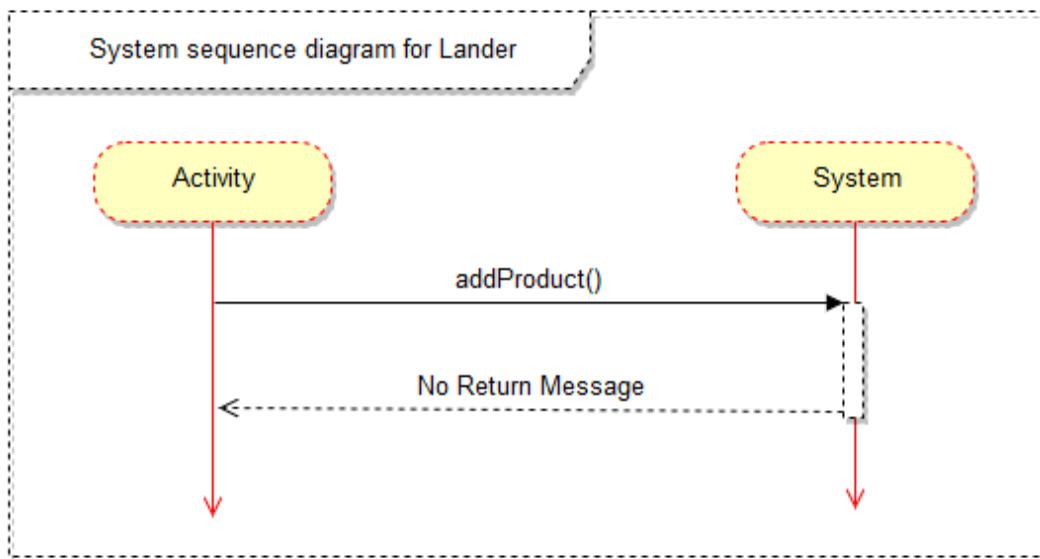 System sequence diagram for Lander
Activity
System
addProduct()
No Return Message